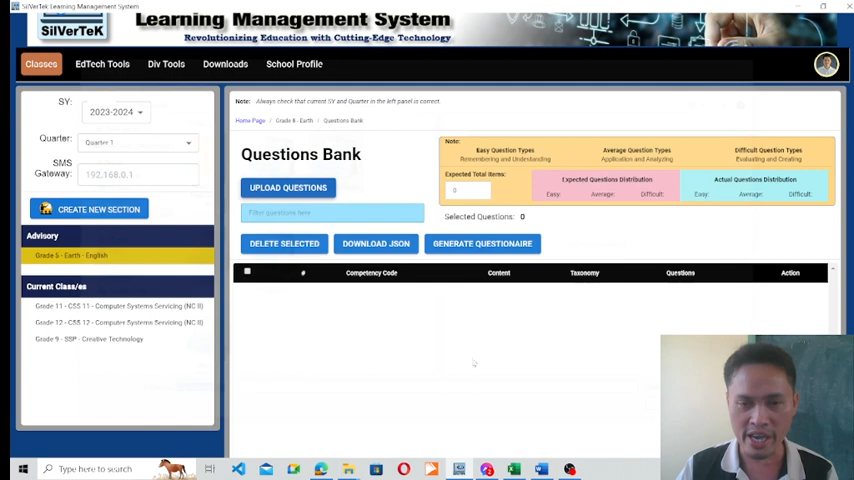 SilVerTek Learning Management System
SilVerTeK
Learning Management System
Revolutionizing Education with Cutting-Edge Technology
Classes EdTech Tools Div Tools Downloads School Profile
SY: 2023-2024
Quarter: Quarter 1
SMS
Gateway: 192.168.0.1
CREATE NEW SECTION
Advisory
Grade 5 - Earth - English
Current Class/es
Grade 11 - CSS 11 - Computer Systems Servicing (NC II)
Grade 12 - CSS 12 - Computer Systems Servicing (NC II)
Grade 9 - SSP - Creative Technology
Note: Always check that current SY and Quarter in the left panel is correct.
Home Page / Grade 8 - Earth / Questions Bank
Questions Bank
UPLOAD QUESTIONS
Filter questions here
Note:
Easy Question Types Average Question Types Difficult Question Types
Remembering and Understanding Application and Analyzing Evaluating and Creating
Expected Total Items: Expected Questions Distribution Actual Questions Distribution
0 Easy: Average: Difficult: Easy: Average: Difficult:
Selected Questions: 0
DELETE SELECTED DOWNLOAD JSON GENERATE QUESTIONAIRE
# Competency Code Content Taxonomy Questions Action
Type here to search